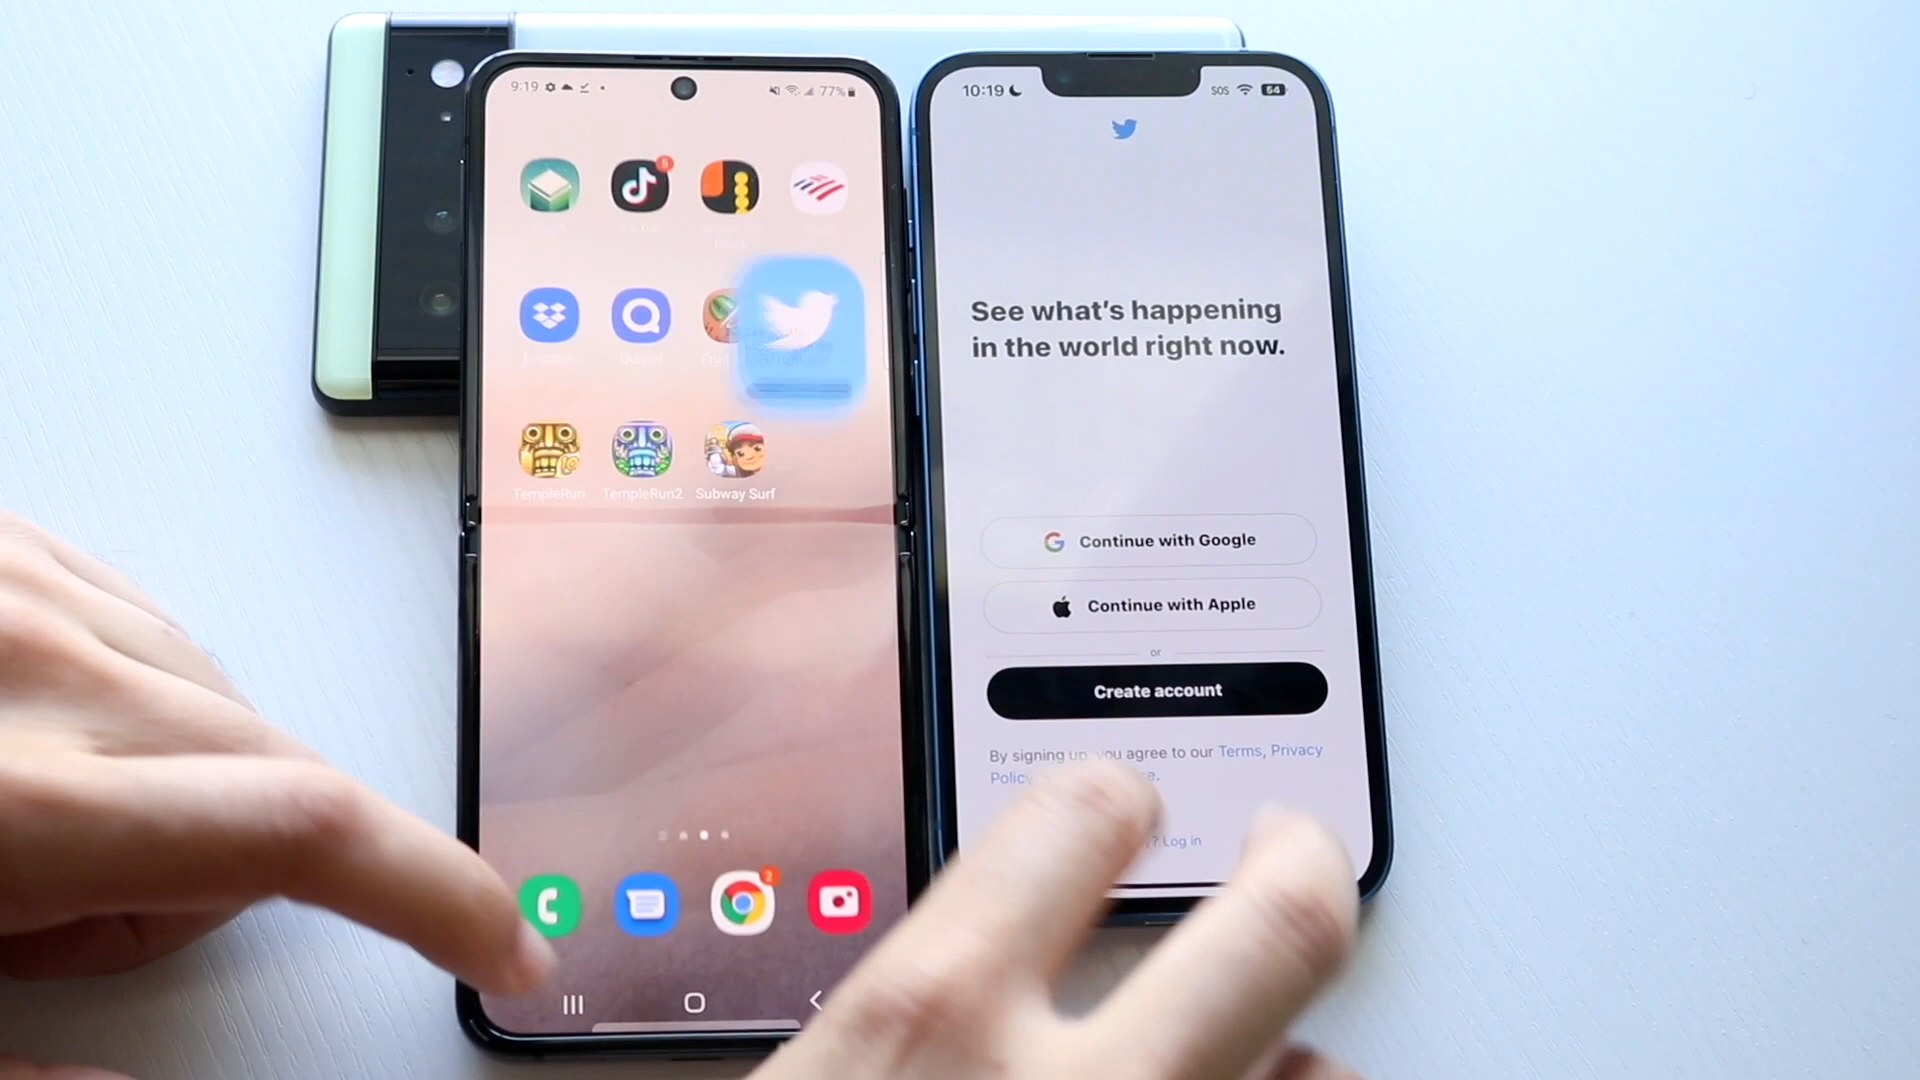 9:19
77%
TempleRun
TempleRun2
Subway Surf
2
10:19
SOS
54
See what's happening
in the world right now.
Continue with Google
Continue with Apple
or
Create account
By signing up, you agree to our Terms, Privacy
Policy
? Log in